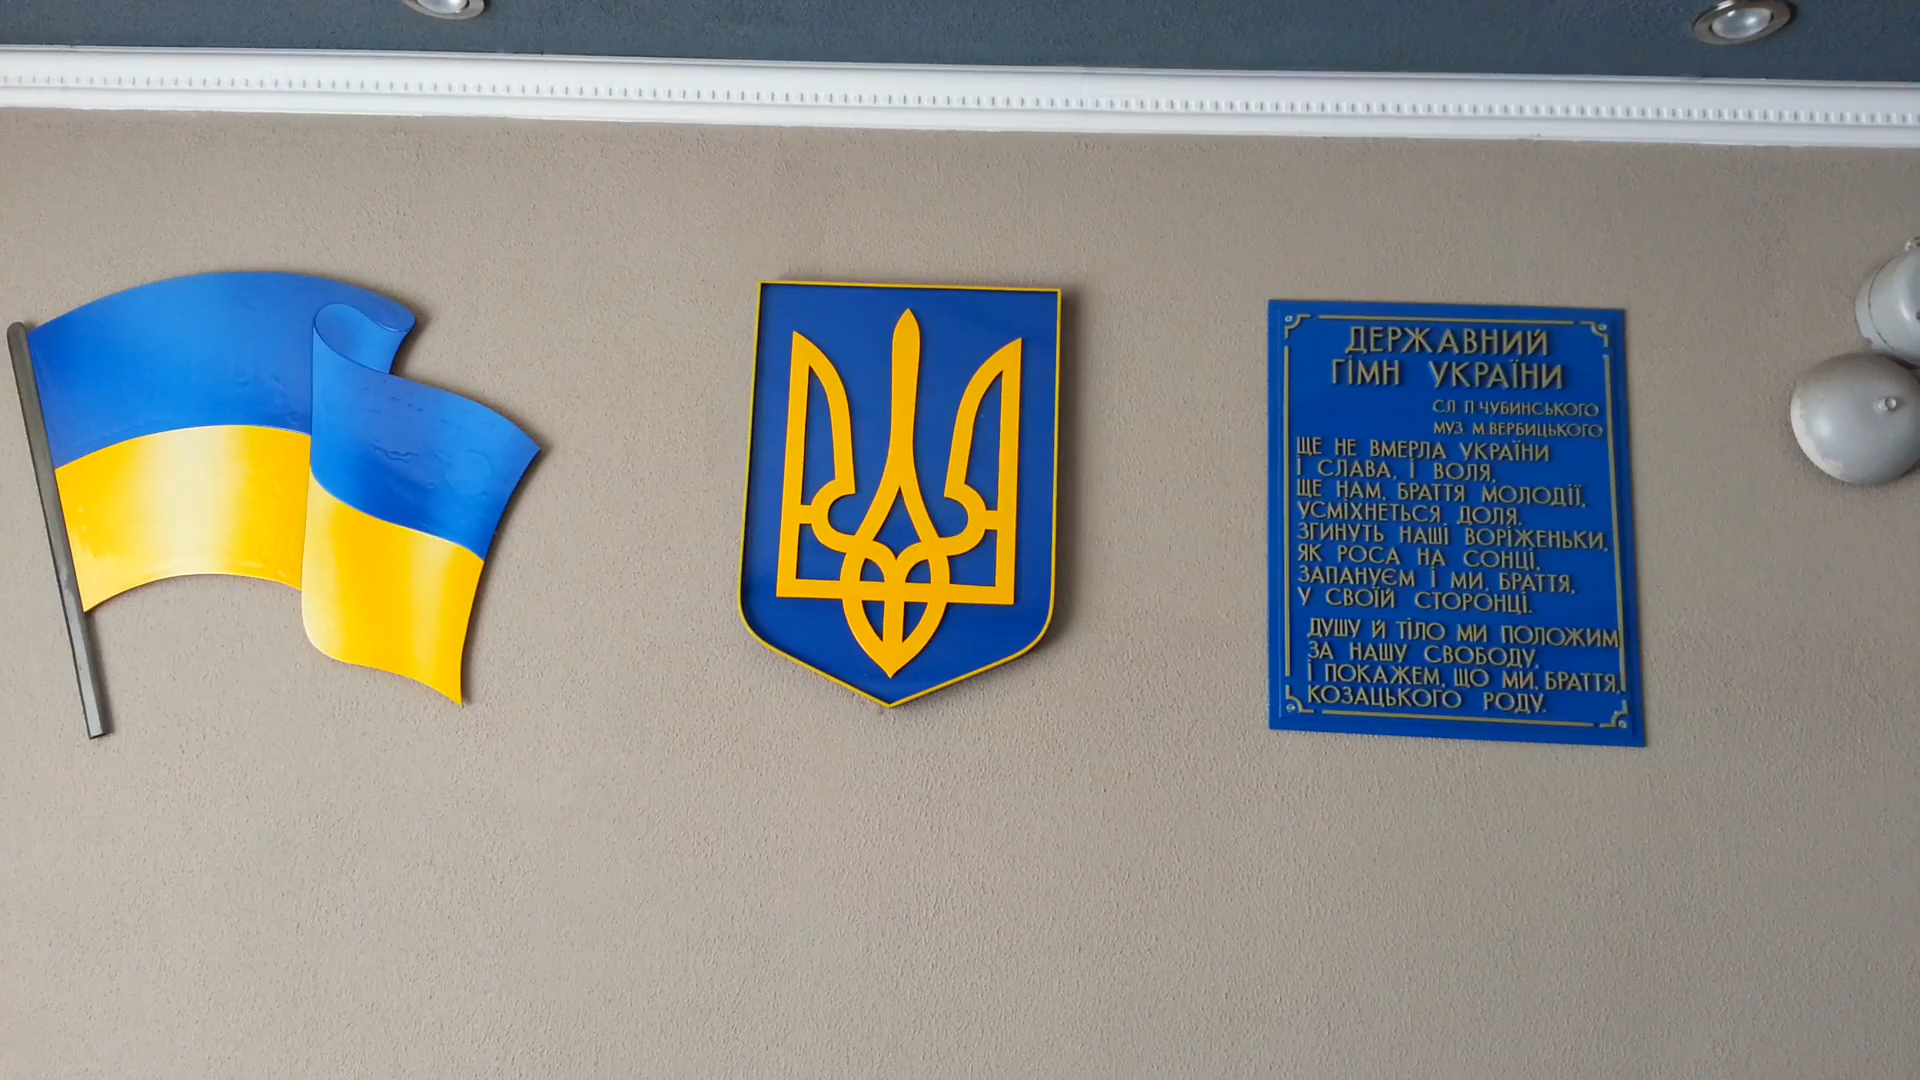 ДЕРЖАВНИЙ
ГІМН УКРАЇНИ
СЛ П ЧУБИНСЬКОГО
МУЗ М ВЕРБИЦЬКОГО
ЩЕ НЕ ВМЕРЛА УКРАЇНИ
І СЛАВА, І ВОЛЯ,
ЩЕ НАМ, БРАТТЯ МОЛОДІЇ,
УСМІХНЕТЬСЯ ДОЛЯ.
ЗГИНУТЬ НАШІ ВОРІЖЕНЬКИ,
ЯК РОСА НА СОНЦІ,
ЗАПАНУЄМ І МИ, БРАТТЯ,
У СВОЇЙ СТОРОНЦІ.
ДУШУ Й ТІЛО МИ ПОЛОЖИМ
ЗА НАШУ СВОБОДУ,
І ПОКАЖЕМ, ЩО МИ, БРАТТЯ,
КОЗАЦЬКОГО РОДУ.